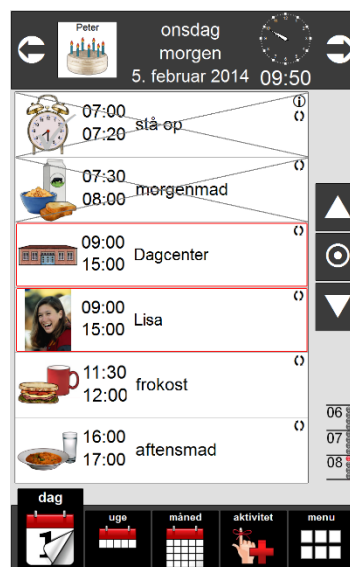 Peter
onsdag
morgen
5. februar 2014
09:50
07:00
07:20
stå op
07:30
08:00
morgenmad
09:00
15:00
Dagcenter
09:00
15:00
Lisa
11:30
12:00
frokost
16:00
17:00
aftensmad
06
07
08
dag
uge
måned
aktivitet
menu